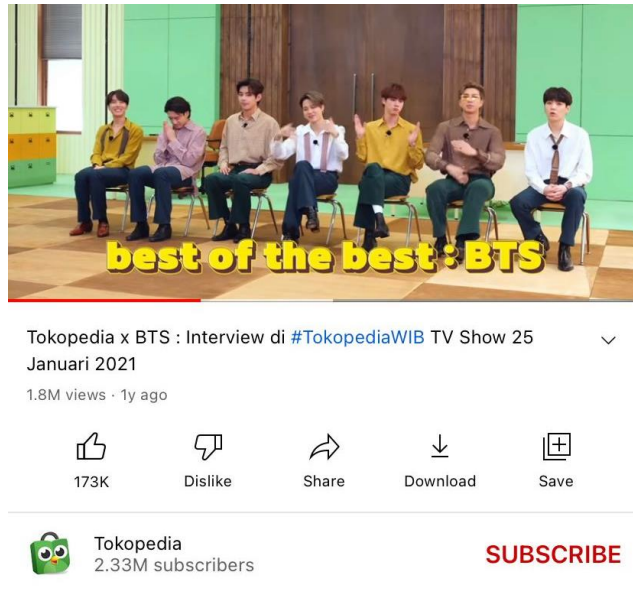 best of the best : BTS
Tokopedia x BTS : Interview di #TokopediaWIB TV Show 25
Januari 2021
1.8M views · 1y ago
173K
Dislike
Share
Download
Save
Tokopedia
2.33M subscribers
SUBSCRIBE